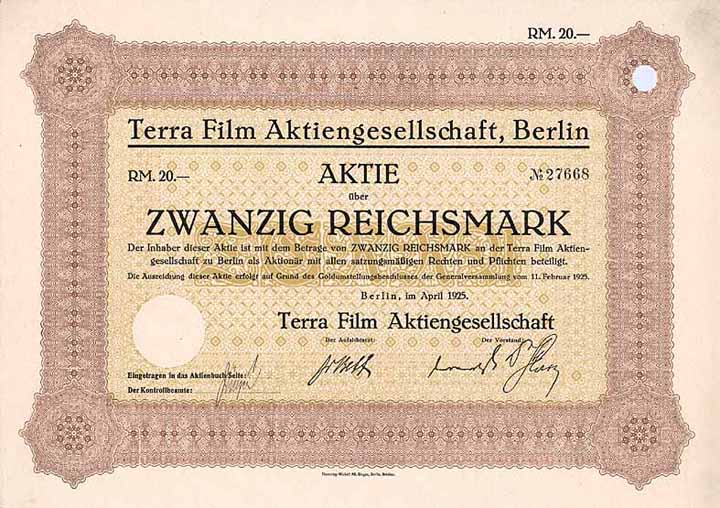 RM. 20.—
Terra Film Aktiengesellschaft, Berlin
RM. 20.— AKTIE № 27668
über
ZWANZIG REICHSMARK
Der Inhaber dieser Aktie ist mit dem Betrage von ZWANZIG REICHSMARK an der Terra Film Aktien-
gesellschaft zu Berlin als Aktionär mit allen satzungsmäßigen Rechten und Pflichten beteiligt.
Die Ausreichung dieser Aktie erfolgt auf Grund des Goldumstellungsbeschlusses der Generalversammlung vom 11. Februar 1925.
Berlin, im April 1925.
Terra Film Aktiengesellschaft
Der Aufsichtsrat: Der Vorstand:
Eingetragen in das Aktienbuch Seite:
Der Kontrollbeamte: